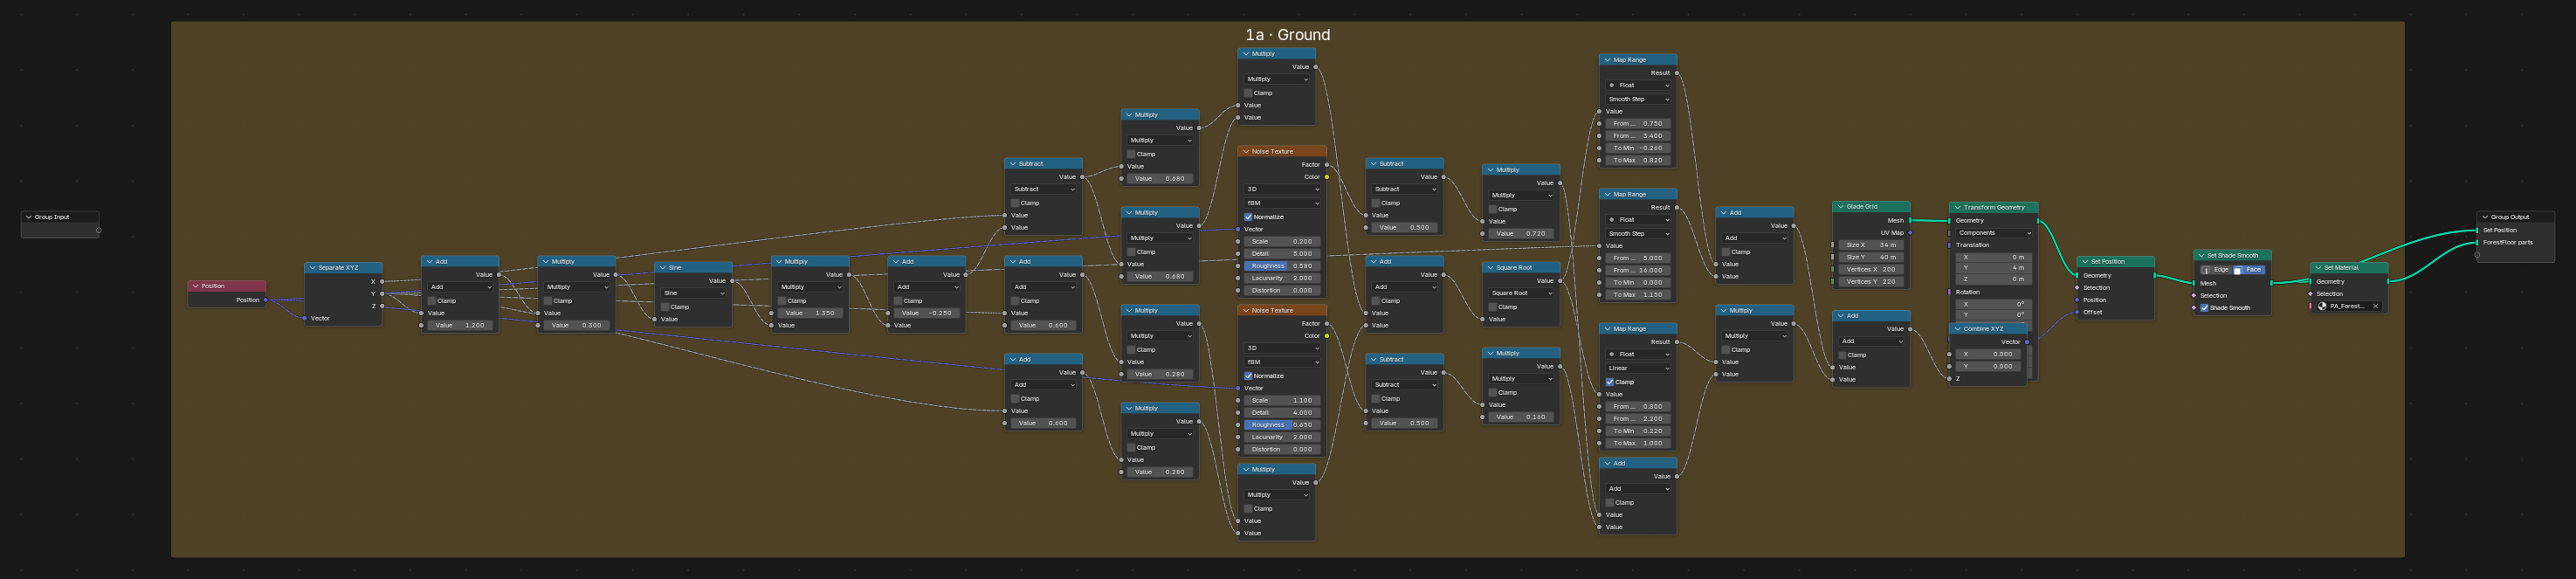 1a · Ground
Group Input
Position
Position
Separate XYZ
X
Y
Z
Vector
Add
Value
Add
Clamp
Value
Value 1.200
Multiply
Value
Multiply
Clamp
Value
Value 0.300
Sine
Value
Sine
Clamp
Value
Multiply
Value
Multiply
Clamp
Value 1.350
Value
Add
Value
Add
Clamp
Value -0.250
Value
Subtract
Value
Subtract
Clamp
Value
Value
Add
Value
Add
Clamp
Value
Value 0.600
Add
Value
Add
Clamp
Value
Value 0.600
Multiply
Value
Multiply
Clamp
Value
Value 0.680
Multiply
Value
Multiply
Clamp
Value
Value 0.680
Multiply
Value
Multiply
Clamp
Value
Value 0.280
Multiply
Value
Multiply
Clamp
Value
Value 0.280
Multiply
Value
Multiply
Clamp
Value
Value
Noise Texture
Factor
Color
3D
fBM
Normalize
Vector
Scale 0.200
Detail 5.000
Roughness 0.580
Lacunarity 2.000
Distortion 0.000
Noise Texture
Factor
Color
3D
fBM
Normalize
Vector
Scale 1.100
Detail 4.000
Roughness 0.650
Lacunarity 2.000
Distortion 0.000
Multiply
Value
Multiply
Clamp
Value
Value
Subtract
Value
Subtract
Clamp
Value
Value 0.500
Add
Value
Add
Clamp
Value
Value
Subtract
Value
Subtract
Clamp
Value
Value 0.500
Multiply
Value
Multiply
Clamp
Value
Value 0.720
Square Root
Value
Square Root
Clamp
Value
Multiply
Value
Multiply
Clamp
Value
Value 0.160
Map Range
Result
Float
Smooth Step
Value
From ... 0.750
From ... 3.400
To Min -0.260
To Max 0.820
Map Range
Result
Float
Smooth Step
Value
From ... 5.000
From ... 16.000
To Min 0.000
To Max 1.150
Map Range
Result
Float
Linear
Clamp
Value
From ... 0.800
From ... 2.200
To Min 0.220
To Max 1.000
Add
Value
Add
Clamp
Value
Value
Add
Value
Add
Clamp
Value
Value
Multiply
Value
Multiply
Clamp
Value
Value
Glade Grid
Mesh
UV Map
Size X 34 m
Size Y 40 m
Vertices X 200
Vertices Y 220
Add
Value
Add
Clamp
Value
Value
Transform Geometry
Geometry
Components
Translation
X 0 m
Y 4 m
Z 0 m
Rotation
X 0°
Y 0°
Combine XYZ
Vector
X 0.000
Y 0.000
Z
Set Position
Geometry
Selection
Position
Offset
Set Shade Smooth
Edge Face
Mesh
Selection
Shade Smooth
Set Material
Geometry
Selection
PA_Forest...
Group Output
Set Position
ForestFloor parts